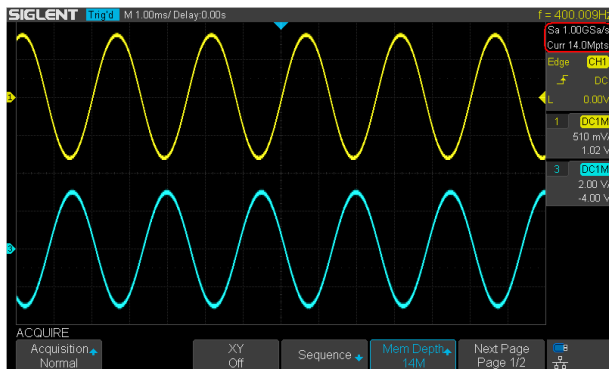 SIGLENT Trig'd M 1.00ms/ Delay:0.00s f = 400.009Hz
Sa 1.00GSa/s
Curr 14.0Mpts
Edge CH1
DC
L 0.00V
1 DC1M
510 mV/
1.02 V
3 DC1M
2.00 V/
-4.00 V
1
3
ACQUIRE
Acquisition XY Sequence Mem Depth Next Page
Normal Off 14M Page 1/2